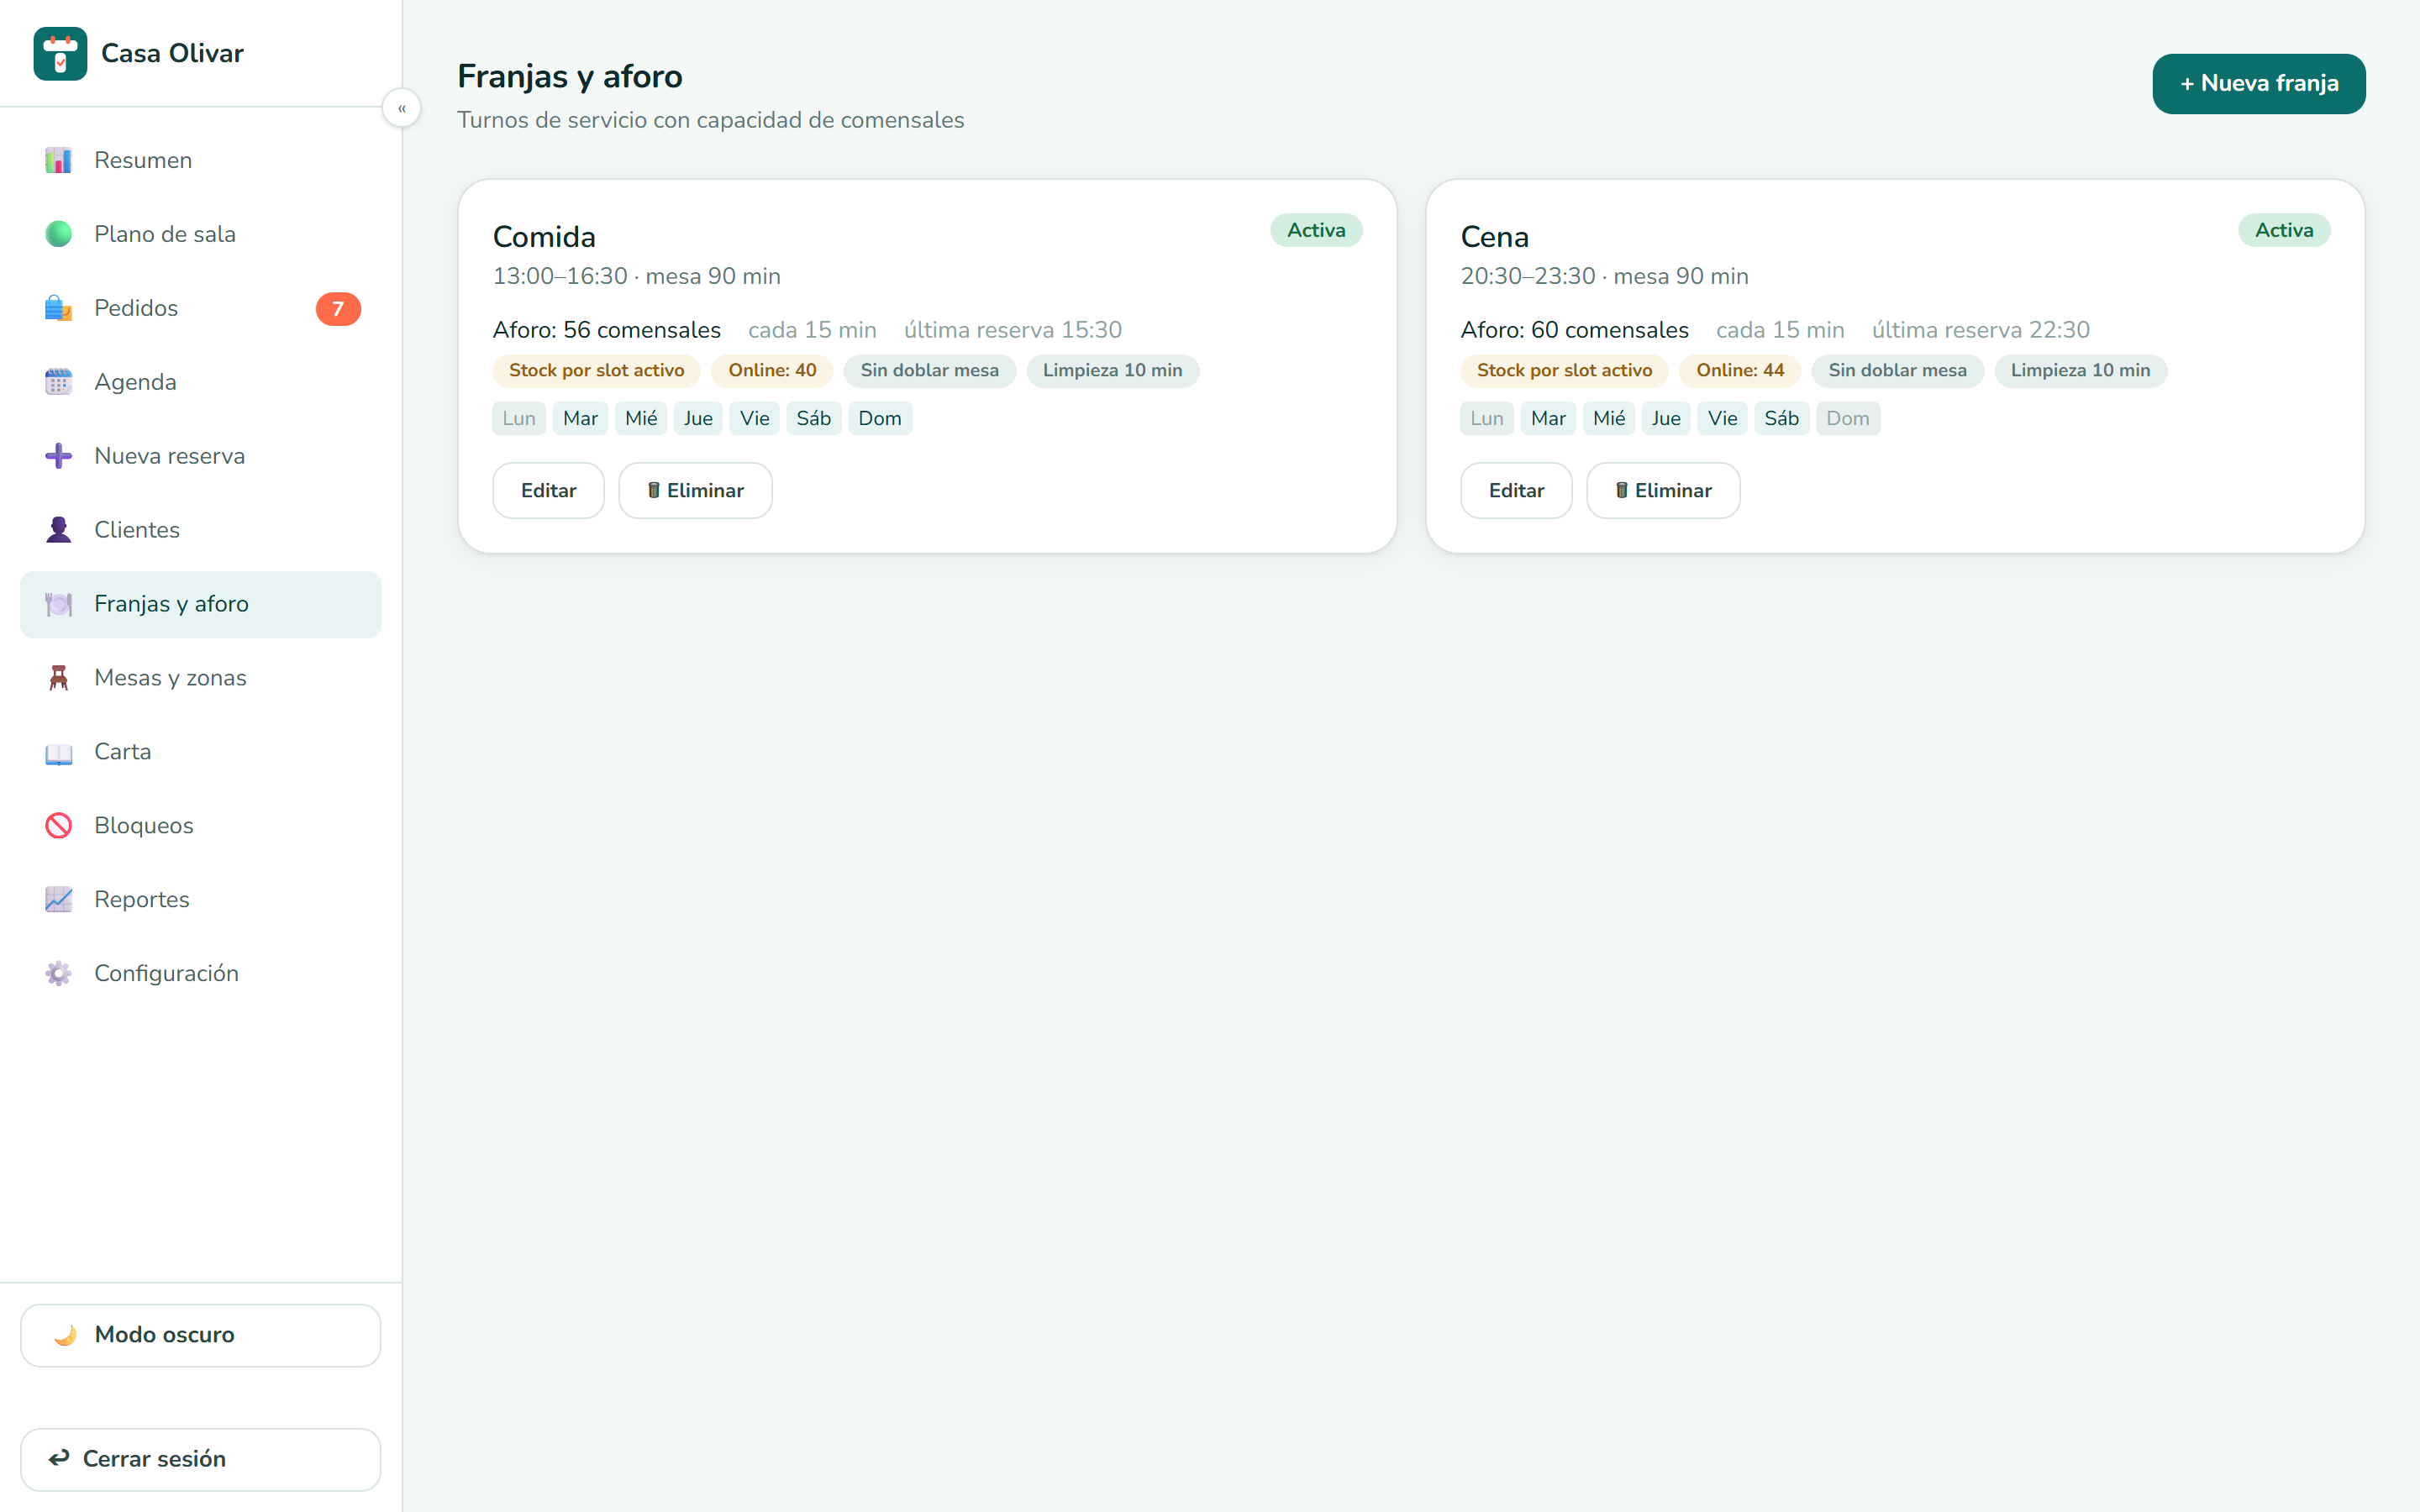 Casa Olivar
«
Resumen
Plano de sala
Pedidos 7
Agenda
Nueva reserva
Clientes
Franjas y aforo
Mesas y zonas
Carta
Bloqueos
Reportes
Configuración
Modo oscuro
Cerrar sesión
Franjas y aforo
Turnos de servicio con capacidad de comensales
+ Nueva franja
Comida
Activa
13:00–16:30 · mesa 90 min
Aforo: 56 comensales cada 15 min última reserva 15:30
Stock por slot activo Online: 40 Sin doblar mesa Limpieza 10 min
Lun Mar Mié Jue Vie Sáb Dom
Editar Eliminar
Cena
Activa
20:30–23:30 · mesa 90 min
Aforo: 60 comensales cada 15 min última reserva 22:30
Stock por slot activo Online: 44 Sin doblar mesa Limpieza 10 min
Lun Mar Mié Jue Vie Sáb Dom
Editar Eliminar